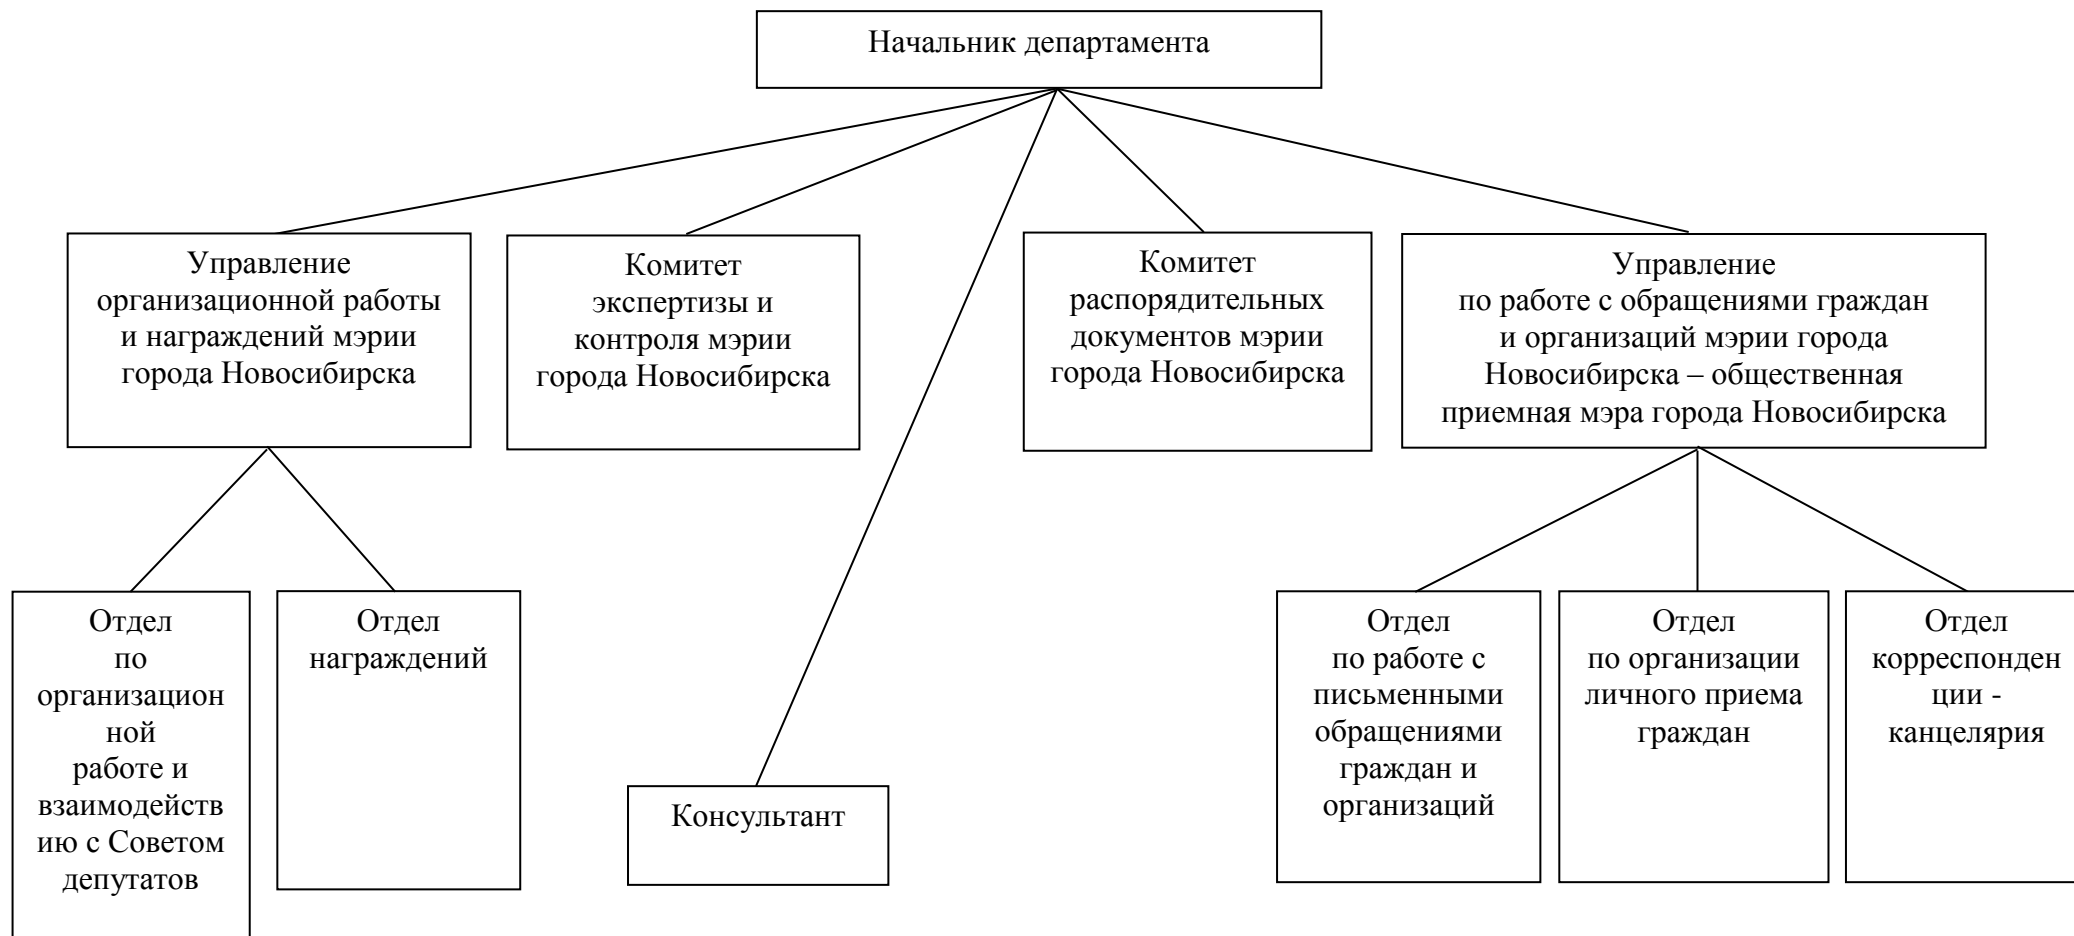 Начальник департамента
Управление
организационной работы
и награждений мэрии
города Новосибирска
Комитет
экспертизы и
контроля мэрии
города Новосибирска
Комитет
распорядительных
документов мэрии
города Новосибирска
Управление
по работе с обращениями граждан
и организаций мэрии города
Новосибирска – общественная
приемная мэра города Новосибирска
Отдел
по
организацион
ной
работе и
взаимодейств
ию с Советом
депутатов
Отдел
награждений
Консультант
Отдел
по работе с
письменными
обращениями
граждан и
организаций
Отдел
по организации
личного приема
граждан
Отдел
корреспонден
ции -
канцелярия